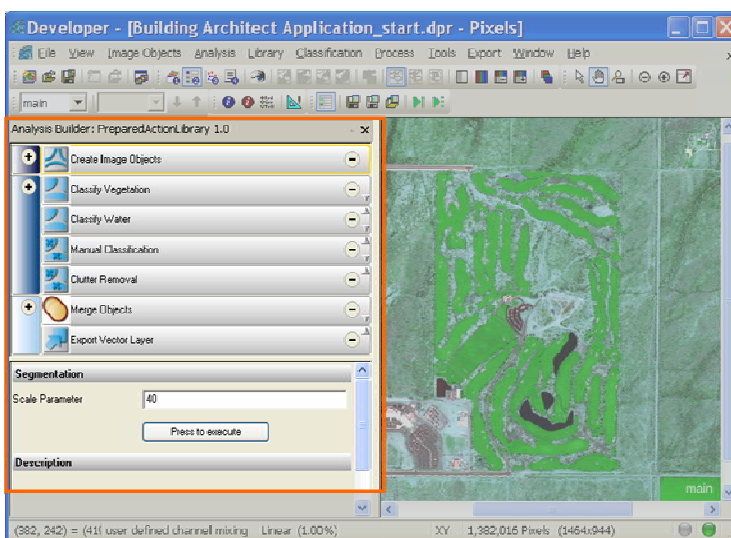 Developer - [Building Architect Application_start.dpr - Pixels]
File View Image Objects Analysis Library Classification Process Tools Export Window Help
main
Analysis Builder: PreparedActionLibrary 1.0
Create Image Objects
Classify Vegetation
Classify Water
Manual Classification
Clutter Removal
Merge Objects
Export Vector Layer
Segmentation
Scale Parameter 40
Press to execute
Description
main
(382, 242) = (419 user defined channel mixing Linear (1.00%) XY 1,382,016 Pixels (1464x944)